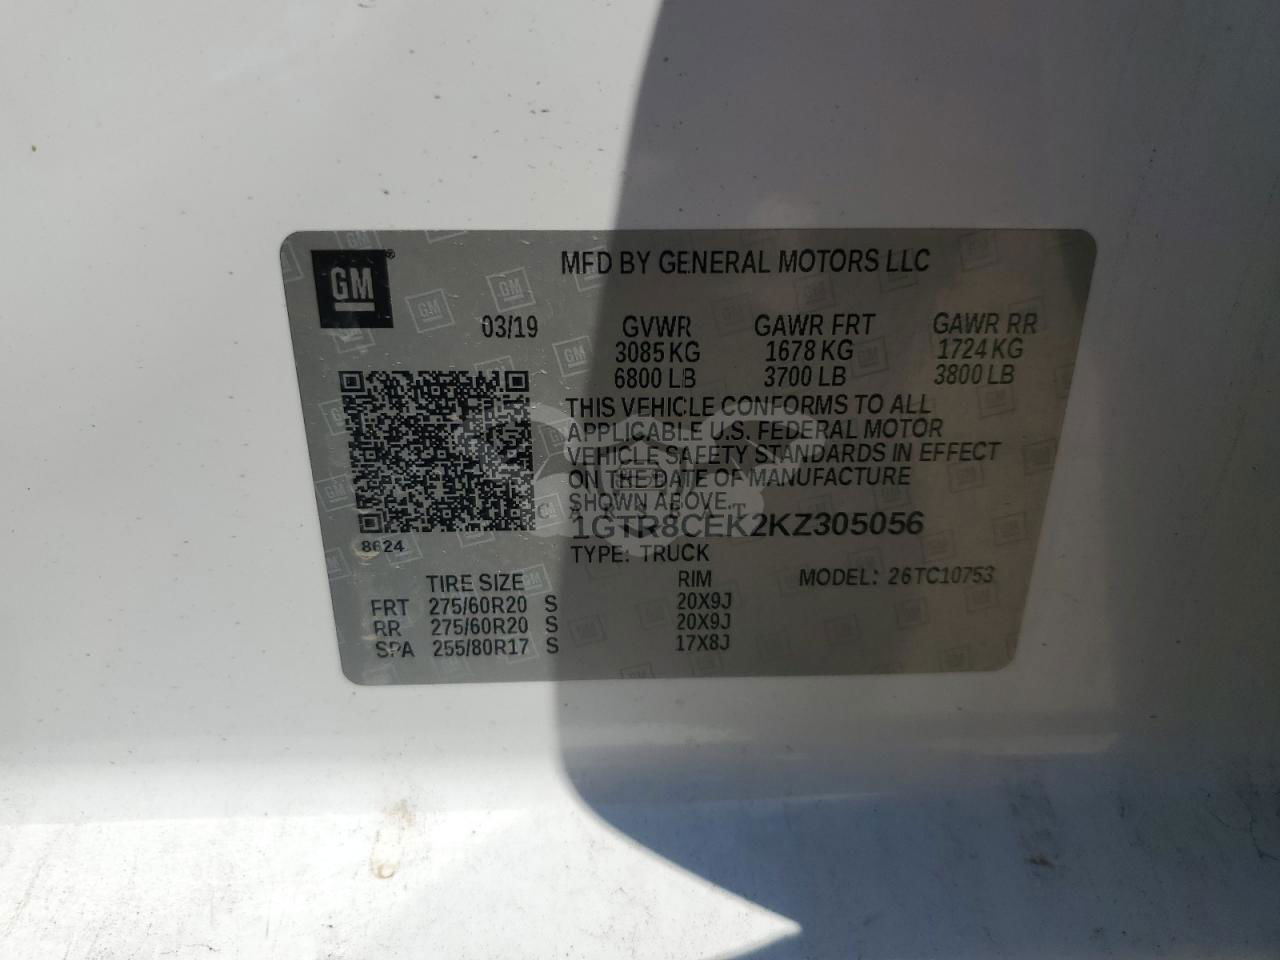 GM®
MFD BY GENERAL MOTORS LLC
03/19 GVWR GAWR FRT GAWR RR
3085 KG 1678 KG 1724 KG
6800 LB 3700 LB 3800 LB
THIS VEHICLE CONFORMS TO ALL
APPLICABLE U.S. FEDERAL MOTOR
VEHICLE SAFETY STANDARDS IN EFFECT
ON THE DATE OF MANUFACTURE
SHOWN ABOVE.
1GTR8CEK2KZ305056
8624
TYPE: TRUCK
TIRE SIZE RIM MODEL: 26TC10753
FRT 275/60R20 S 20X9J
RR 275/60R20 S 20X9J
SPA 255/80R17 S 17X8J